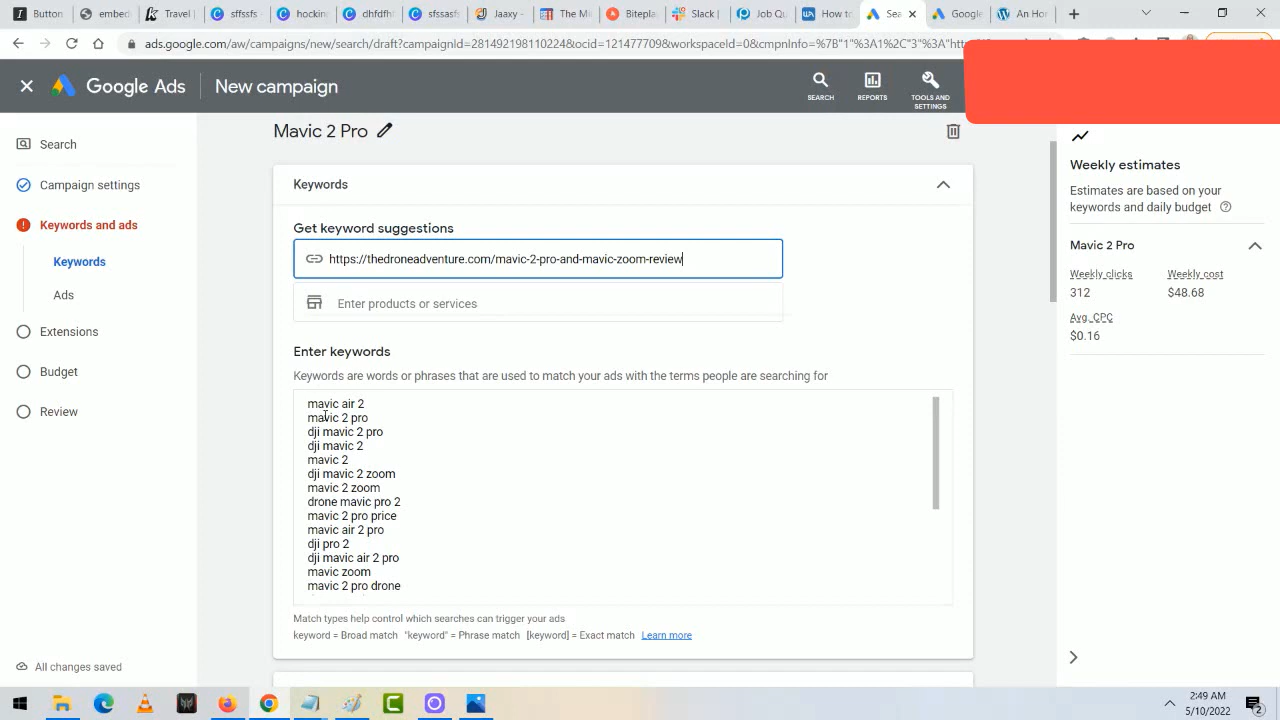 Button
embed
Travel
sffsfs
hockin
dfdfhf
sfssasf
Jaaxy -
The Mi
Biteplea
Slack |
Job Qu
How to
Sea
Google
An Hor
ads.google.com/aw/campaigns/new/search/draft?campaignId=281493298110224&ocid=121477709&workspaceId=0&cmpnInfo=%7B"1"%3A1%2C"3"%3A"htt
Google Ads
New campaign
SEARCH
REPORTS
TOOLS AND
SETTINGS
Search
Campaign settings
Keywords and ads
Keywords
Ads
Extensions
Budget
Review
All changes saved
Mavic 2 Pro
Keywords
Get keyword suggestions
https://thedroneadventure.com/mavic-2-pro-and-mavic-zoom-review
Enter products or services
Enter keywords
Keywords are words or phrases that are used to match your ads with the terms people are searching for
mavic air 2
mavic 2 pro
dji mavic 2 pro
dji mavic 2
mavic 2
dji mavic 2 zoom
mavic 2 zoom
drone mavic pro 2
mavic 2 pro price
mavic air 2 pro
dji pro 2
dji mavic air 2 pro
mavic zoom
mavic 2 pro drone
Match types help control which searches can trigger your ads
keyword = Broad match "keyword" = Phrase match [keyword] = Exact match Learn more
Weekly estimates
Estimates are based on your
keywords and daily budget
Mavic 2 Pro
Weekly clicks
Weekly cost
312
$48.68
Avg. CPC
$0.16
2:49 AM
5/10/2022
2